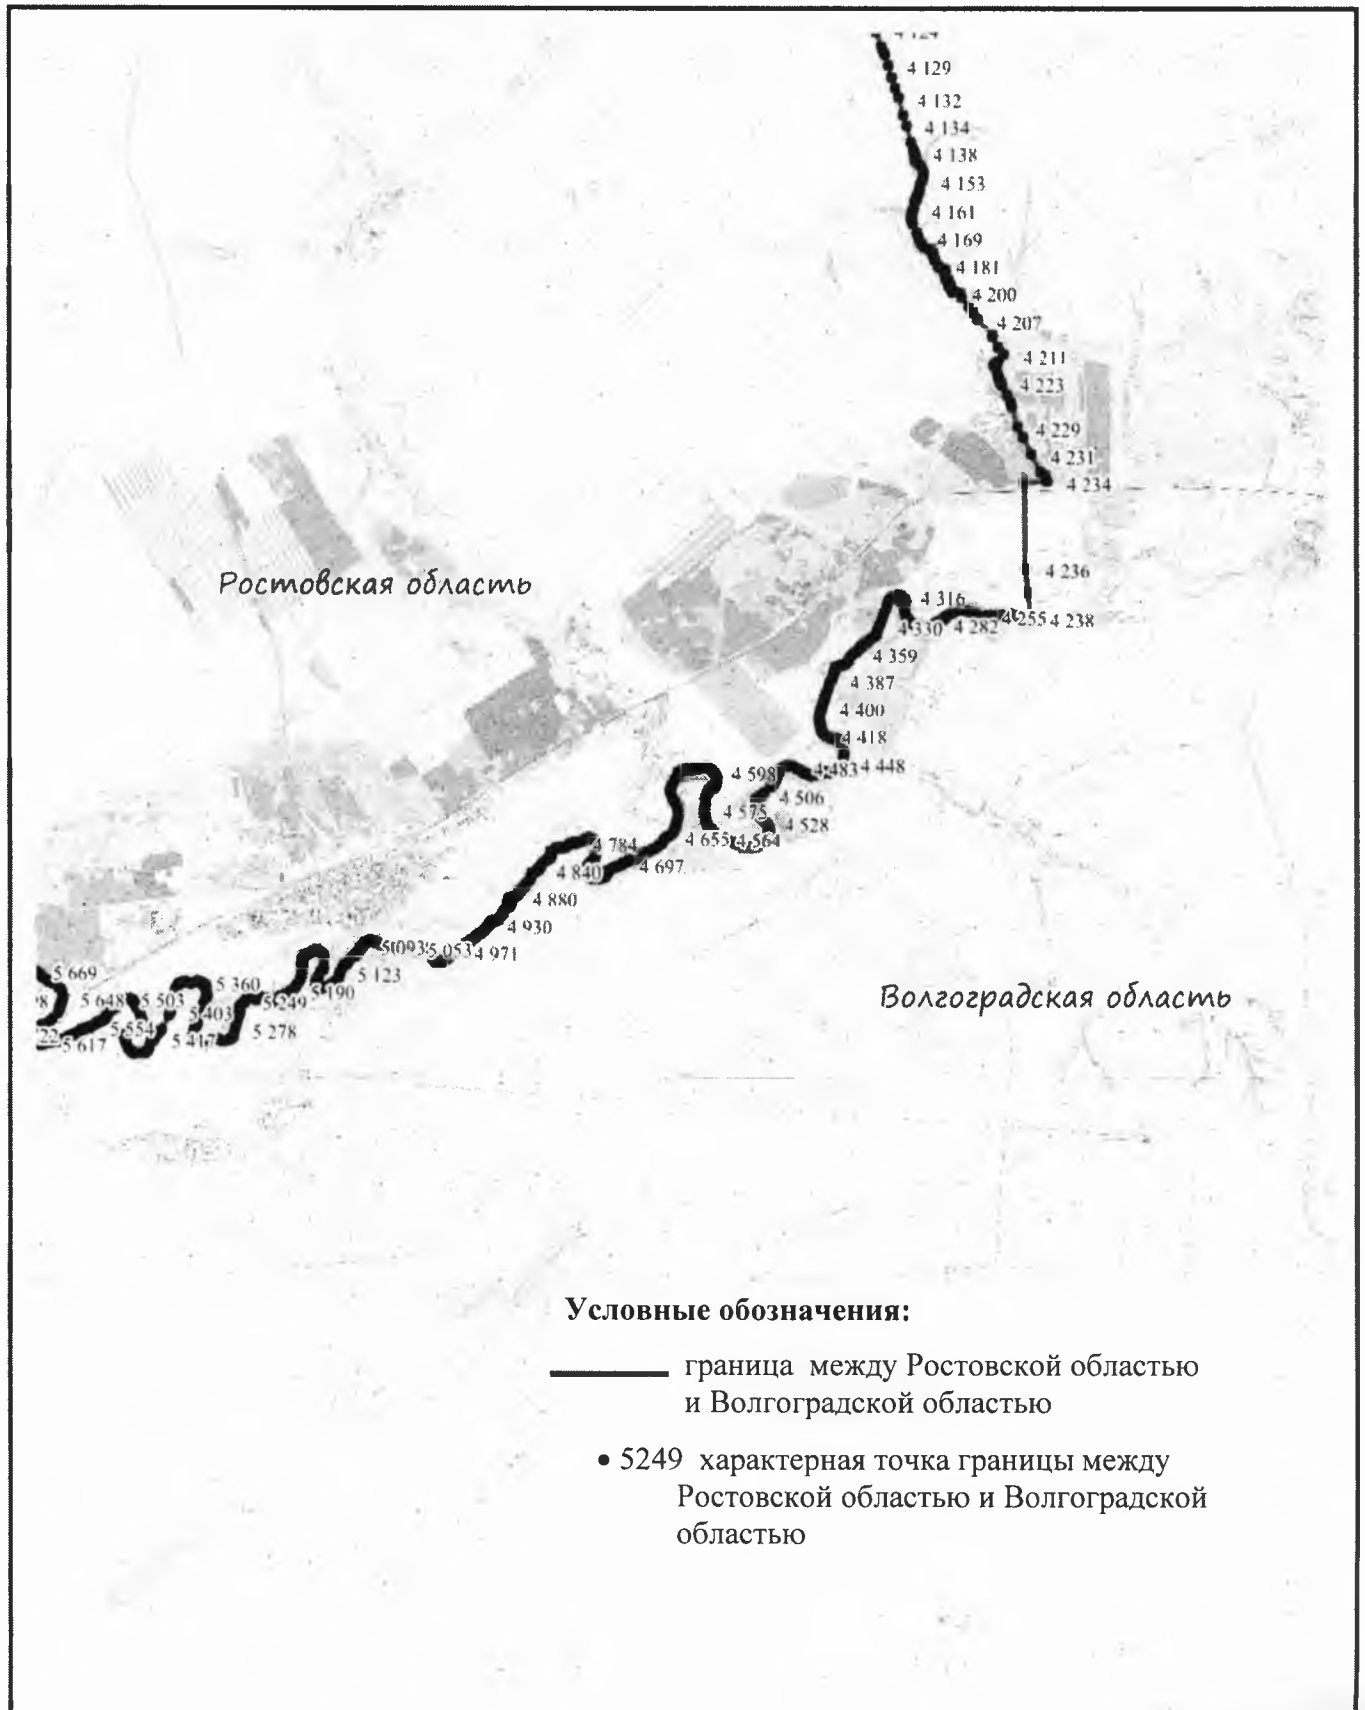 4 129
4 132
4 134
4 138
4 153
4 161
4 169
4 181
4 200
4 207
4 211
4 223
4 229
4 231
4 234
Ростовская область
4 236
4 316
4 330 4 282 4 255 4 238
4 359
4 387
4 400
4 418
4 598 4 483 4 448
4 575 4 506
4 528
4 784 4 655 4 564
4 840 4 697
4 880
4 930
5 093 5 053 4 971
5 669 5 123
5 648 5 503 5 360 5 249 5 190
Волгоградская область
5 554 5 403
5 617 5 417 5 278
Условные обозначения:
граница между Ростовской областью
и Волгоградской областью
• 5249 характерная точка границы между
Ростовской областью и Волгоградской
областью